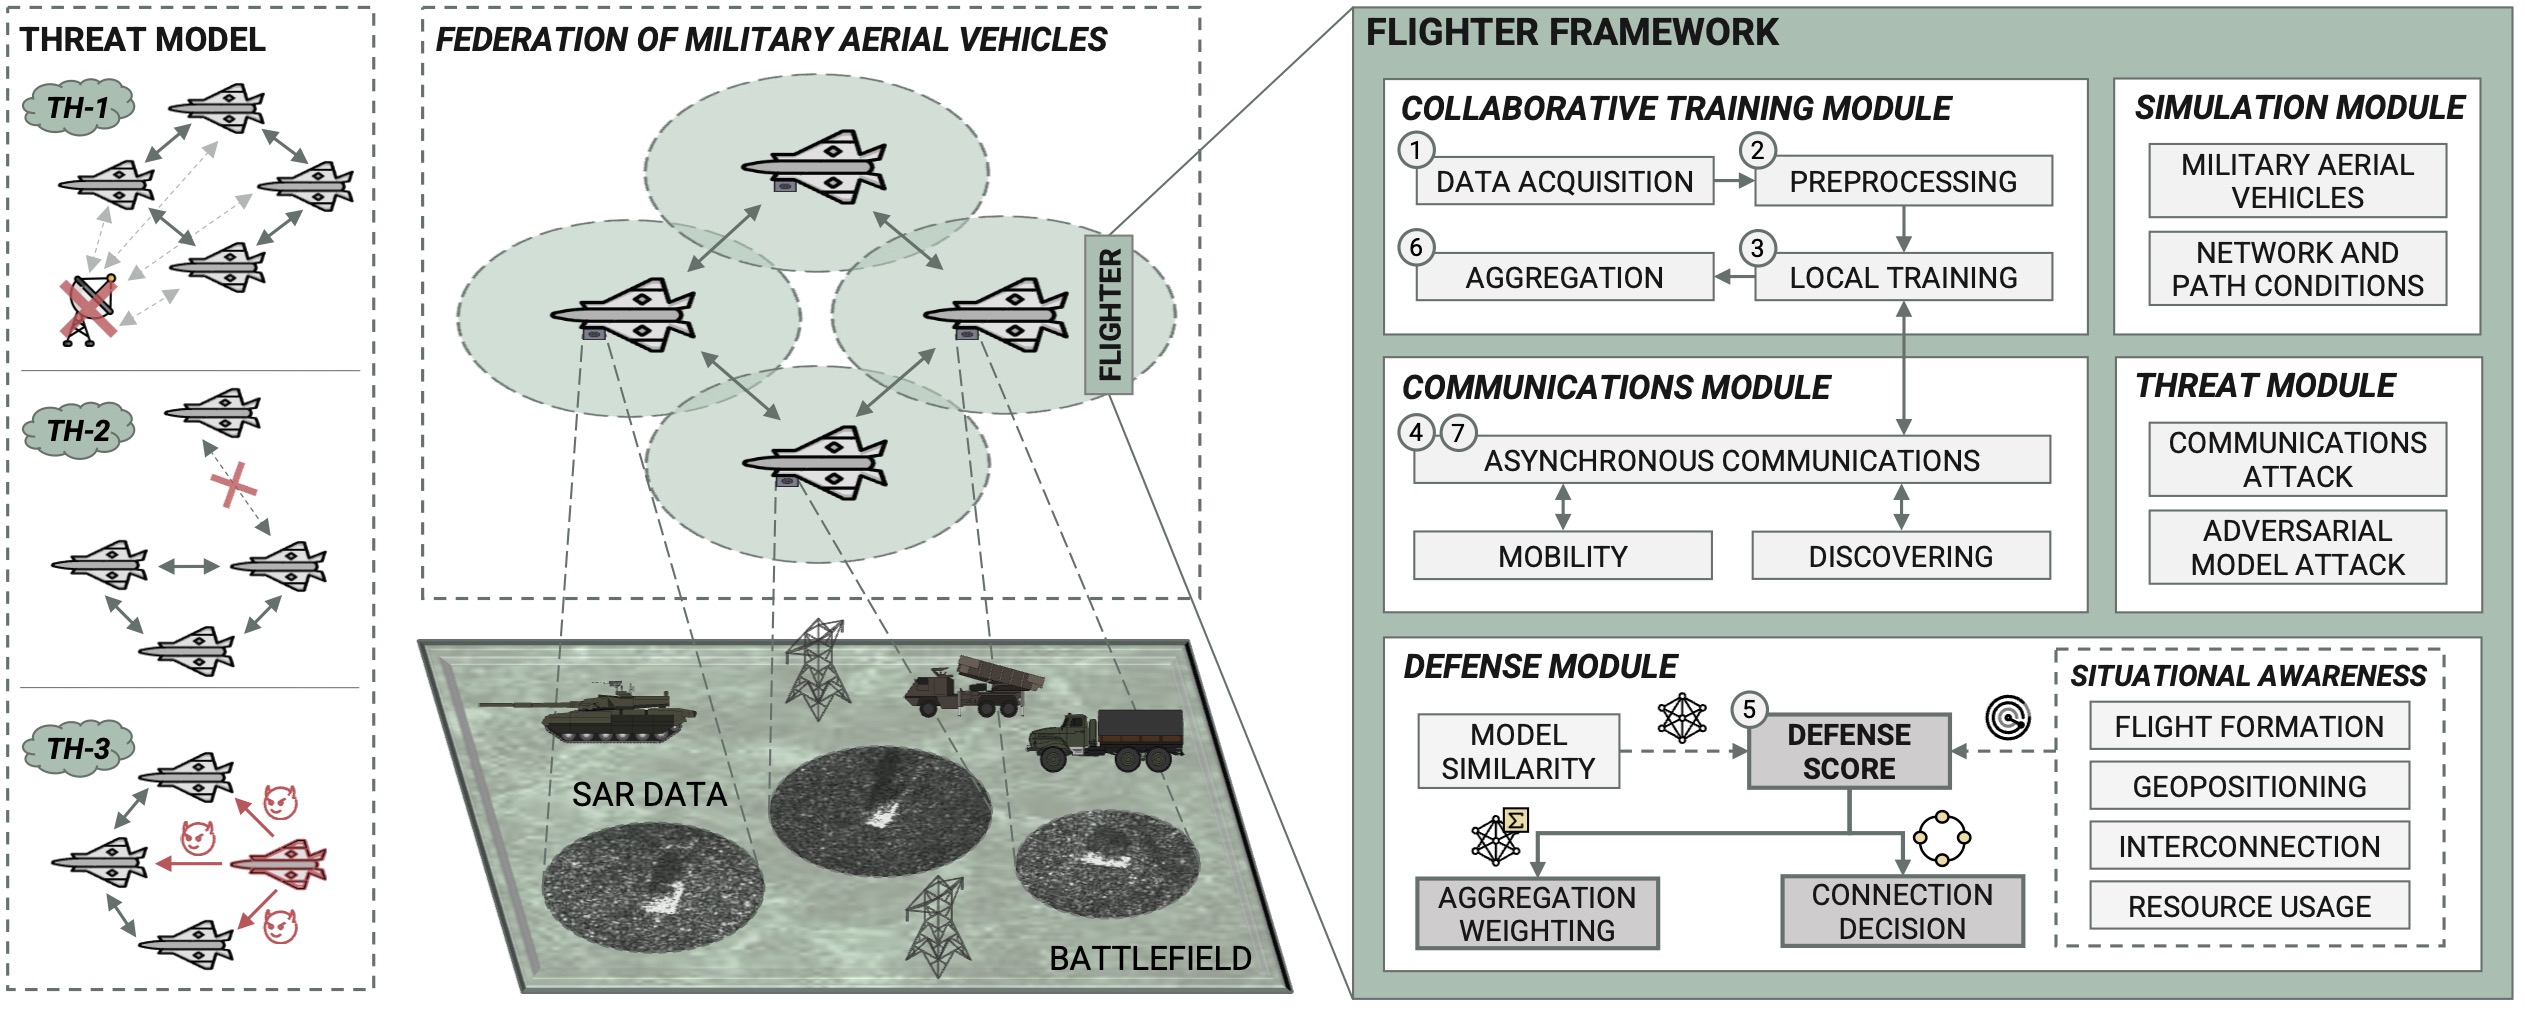 THREAT MODEL
TH-1
TH-2
TH-3
FEDERATION OF MILITARY AERIAL VEHICLES
FLIGHTER
SAR DATA
BATTLEFIELD
FLIGHTER FRAMEWORK
COLLABORATIVE TRAINING MODULE
1
DATA ACQUISITION
2
PREPROCESSING
6
AGGREGATION
3
LOCAL TRAINING
SIMULATION MODULE
MILITARY AERIAL
VEHICLES
NETWORK AND
PATH CONDITIONS
COMMUNICATIONS MODULE
4 7
ASYNCHRONOUS COMMUNICATIONS
MOBILITY
DISCOVERING
THREAT MODULE
COMMUNICATIONS
ATTACK
ADVERSARIAL
MODEL ATTACK
DEFENSE MODULE
MODEL
SIMILARITY
5
DEFENSE
SCORE
Σ
AGGREGATION
WEIGHTING
CONNECTION
DECISION
SITUATIONAL AWARENESS
FLIGHT FORMATION
GEOPOSITIONING
INTERCONNECTION
RESOURCE USAGE